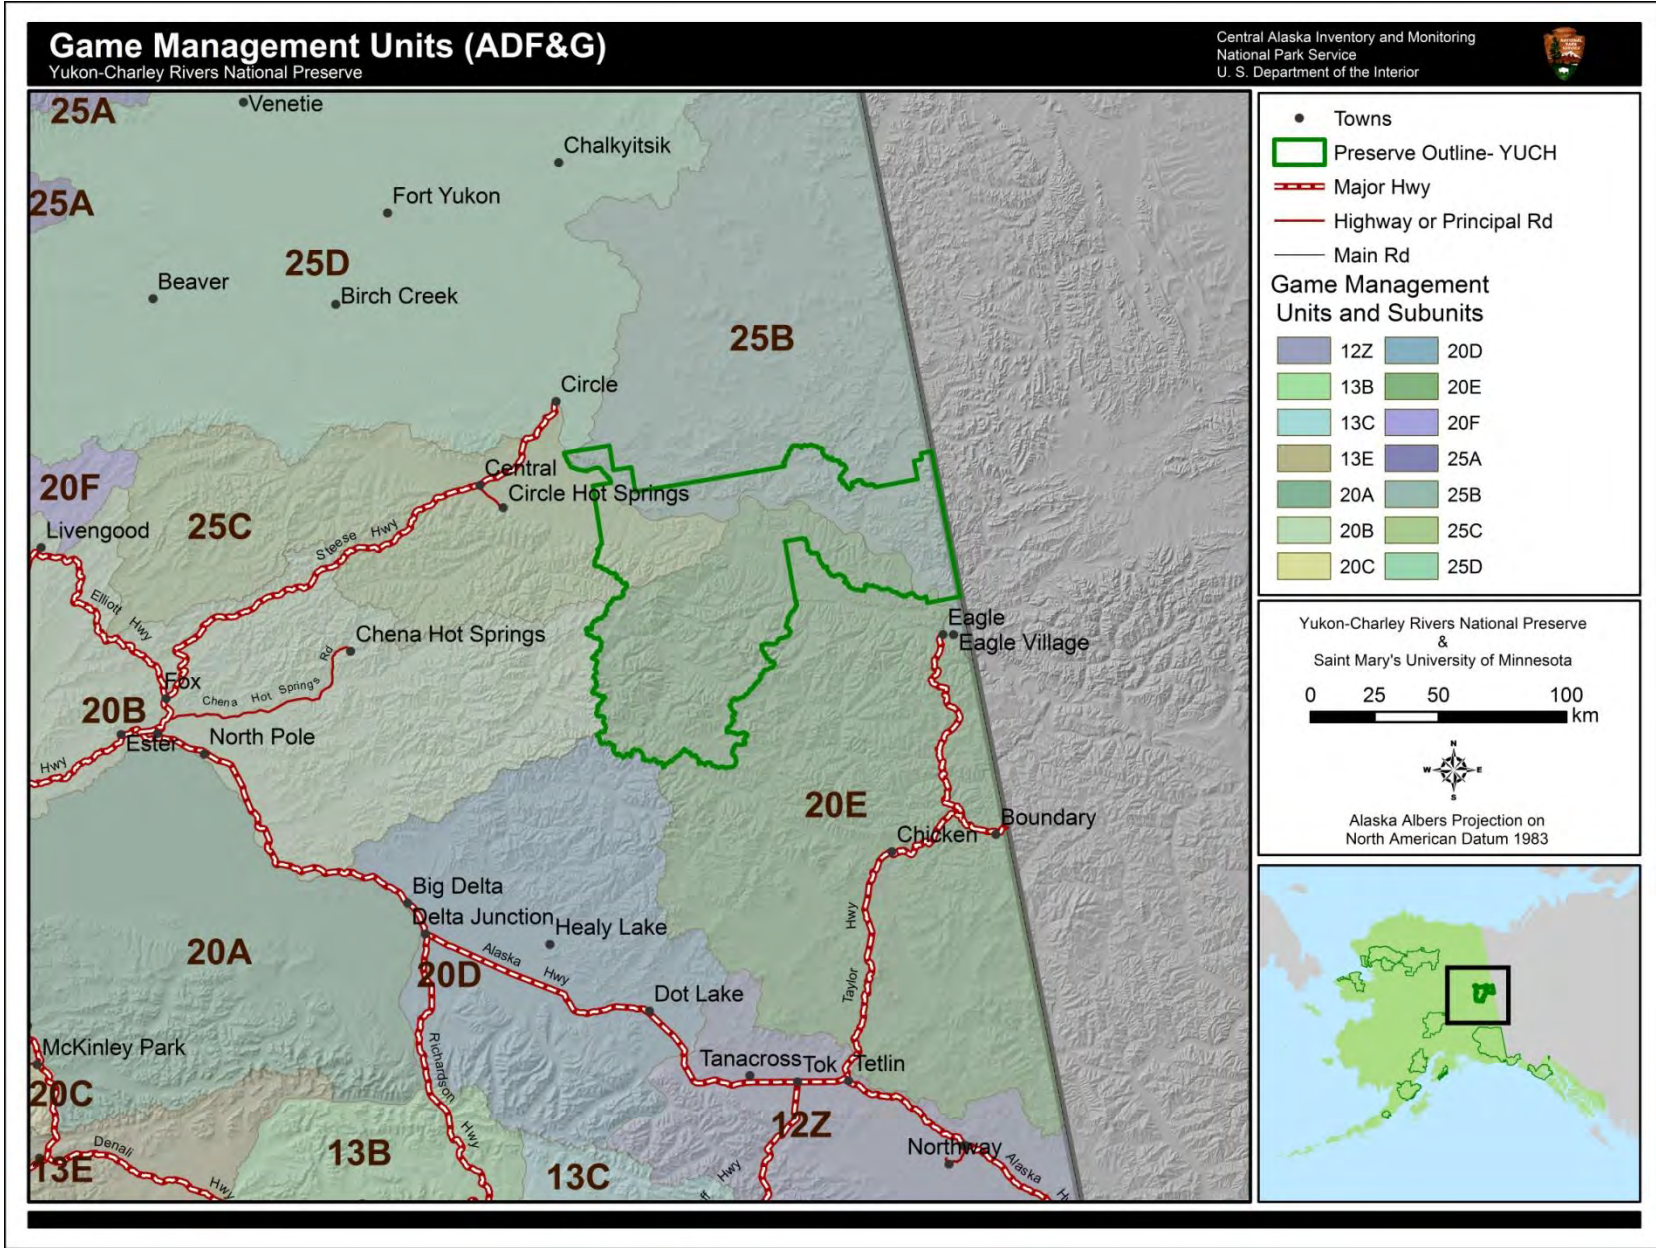 Game Management Units (ADF&G)
Yukon-Charley Rivers National Preserve
Central Alaska Inventory and Monitoring
National Park Service
U. S. Department of the Interior
25A
Venetie
Chalkyitsik
25A
Fort Yukon
25D
Beaver
Birch Creek
25B
Circle
Central
20F
Circle Hot Springs
25C
Livengood
Steese Hwy
Elliott Hwy
Eagle
Chena Hot Springs
Eagle Village
Fox
Chena Hot Springs Rd
20B
Ester
North Pole
Hwy
20E
Boundary
Chicken
Big Delta
Delta Junction
Healy Lake
20A
Alaska Hwy
Taylor Hwy
20D
Dot Lake
Richardson Hwy
McKinley Park
Tanacross
Tok
Tetlin
20C
12Z
Denali Hwy
13B
Northway
Alaska
13E
13C
Hwy
Towns
Preserve Outline- YUCH
Major Hwy
Highway or Principal Rd
Main Rd
Game Management
Units and Subunits
12Z 20D
13B 20E
13C 20F
13E 25A
20A 25B
20B 25C
20C 25D
Yukon-Charley Rivers National Preserve
&
Saint Mary's University of Minnesota
0 25 50 100
km
N
W E
S
Alaska Albers Projection on
North American Datum 1983